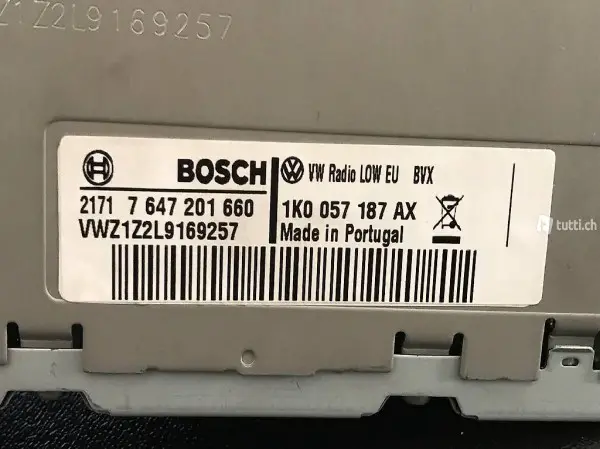 Z1Z2L9169257
BOSCH
2171 7 647 201 660
VWZ1Z2L9169257
VW Radio LOW EU BVX
1K0 057 187 AX
Made in Portugal
tutti.ch